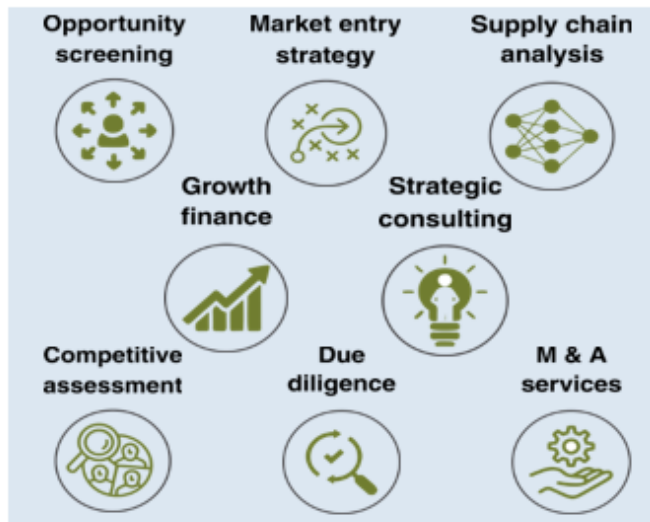 Opportunity
screening
Market entry
strategy
Supply chain
analysis
Growth
finance
Strategic
consulting
Competitive
assessment
Due
diligence
M & A
services